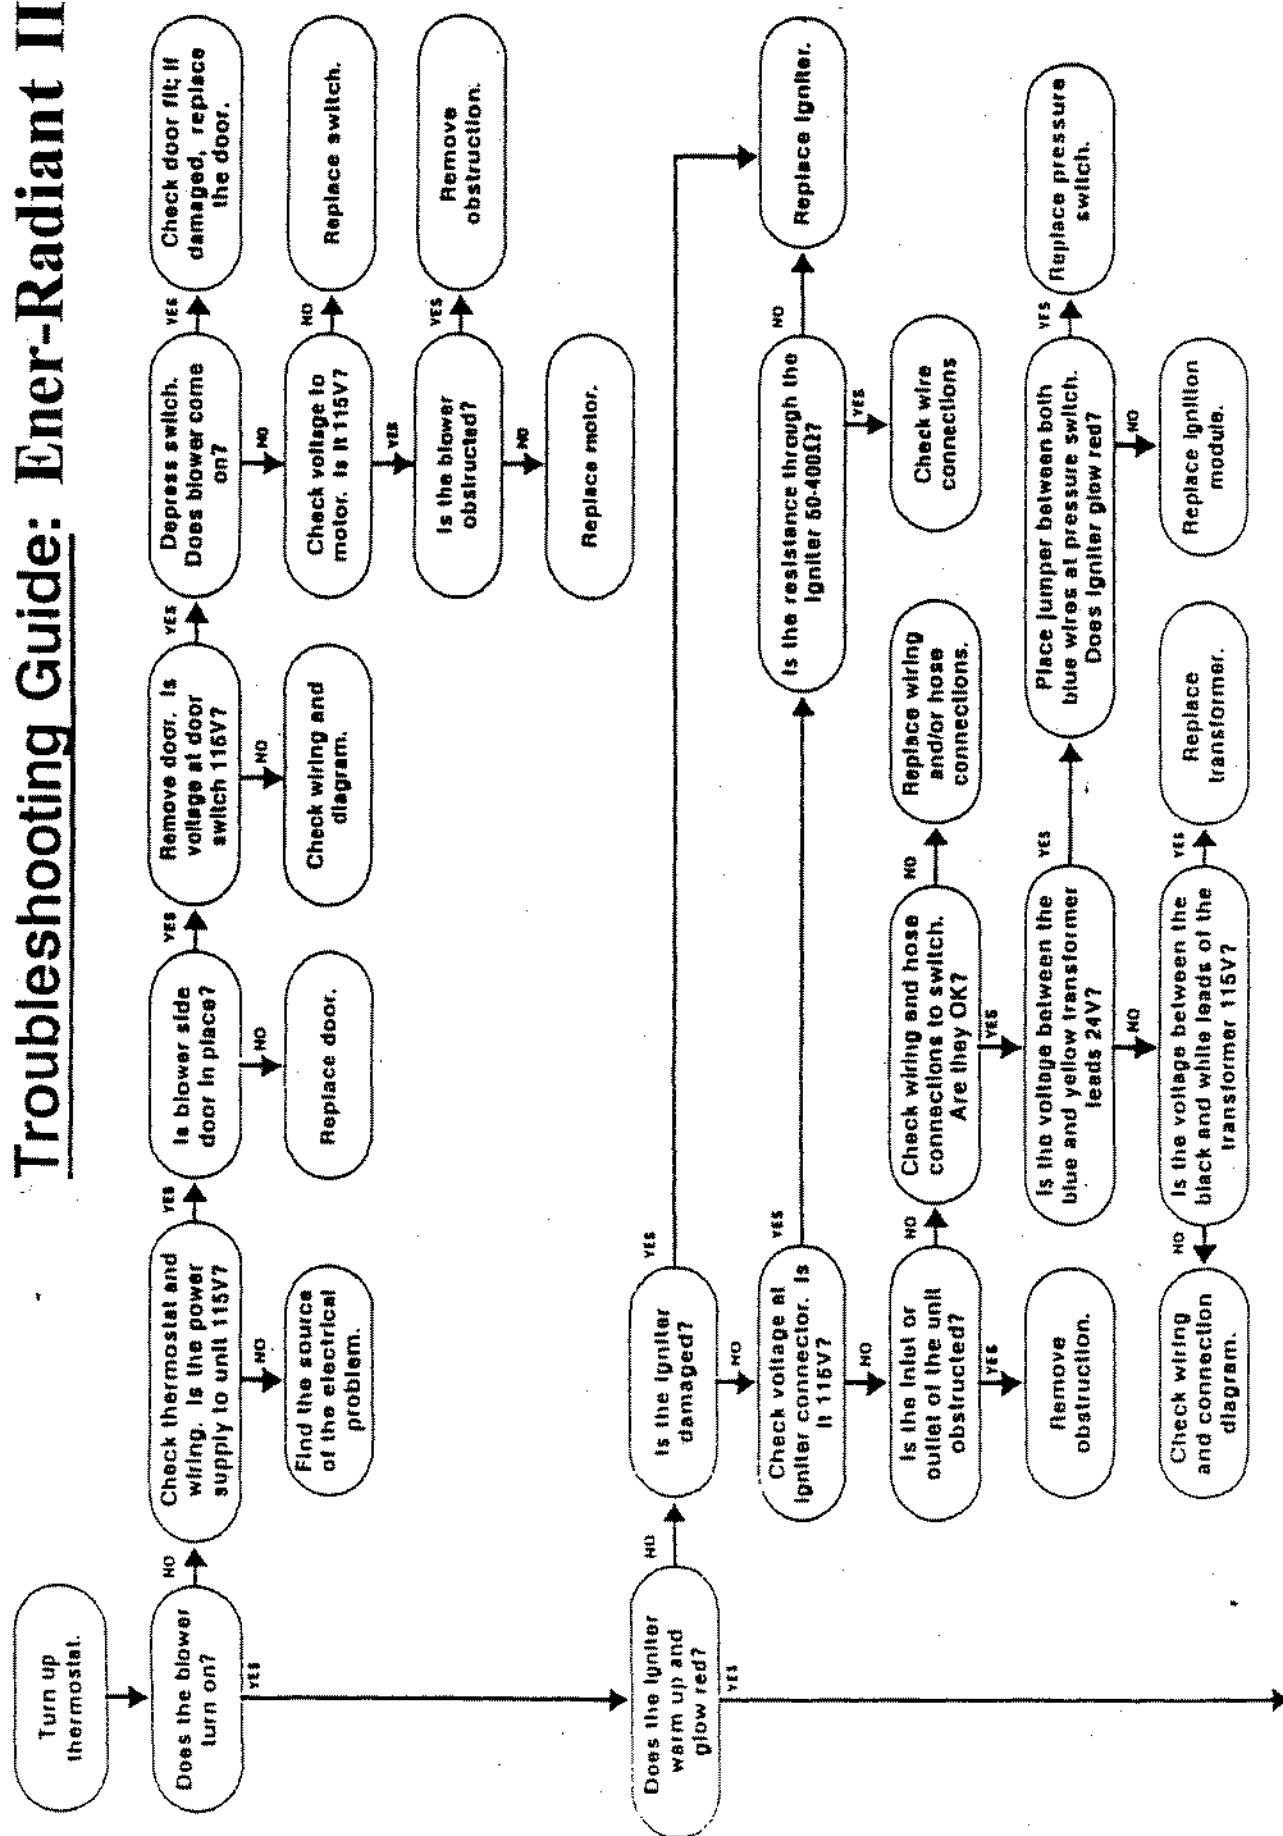 Troubleshooting Guide: Ener-Radiant II
Turn up
thermostat.
Does the blower
turn on?
NO
YES
Check thermostat and
wiring. Is the power
supply to unit 115V?
YES
NO
Find the source
of the electrical
problem.
Is blower side
door in place?
YES
NO
Replace door.
Remove door. Is
voltage at door
switch 115V?
YES
NO
Check wiring and
diagram.
Depress switch.
Does blower come
on?
YES
NO
Check door fit; if
damaged, replace
the door.
Check voltage to
motor. Is it 115V?
NO
YES
Replace switch.
Is the blower
obstructed?
YES
NO
Remove
obstruction.
Replace motor.
Does the Igniter
warm up and
glow red?
NO
YES
Is the Igniter
damaged?
YES
NO
Replace Igniter.
Check voltage at
Igniter connector. Is
It 115V?
YES
NO
Is the resistance through the
Igniter 50-400Ω?
NO
YES
Check wire
connections
Is the Inlut or
outlet of the unit
obstructed?
NO
YES
Remove
obstruction.
Check wiring and hose
connections to switch.
Are they OK?
NO
YES
Replace wiring
and/or hose
connections.
Is the voltage between the
blue and yellow transformer
leads 24V?
YES
NO
Place jumper between both
blue wires at pressure switch.
Does Igniter glow red?
YES
NO
Replace pressure
switch.
Replace Ignition
module.
Is the voltage between the
black and white leads of the
transformer 115V?
YES
NO
Replace
transformer.
Check wiring
and connection
diagram.